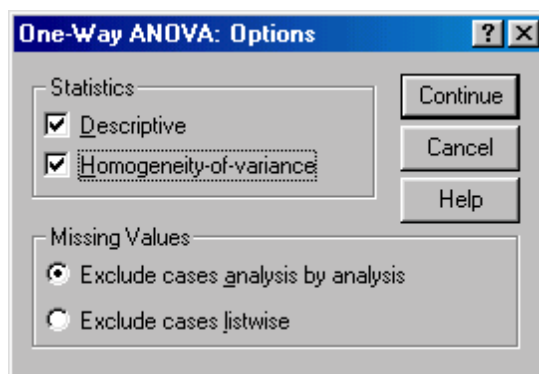 One-Way ANOVA: Options
Statistics
Descriptive
Homogeneity-of-variance
Continue
Cancel
Help
Missing Values
Exclude cases analysis by analysis
Exclude cases listwise